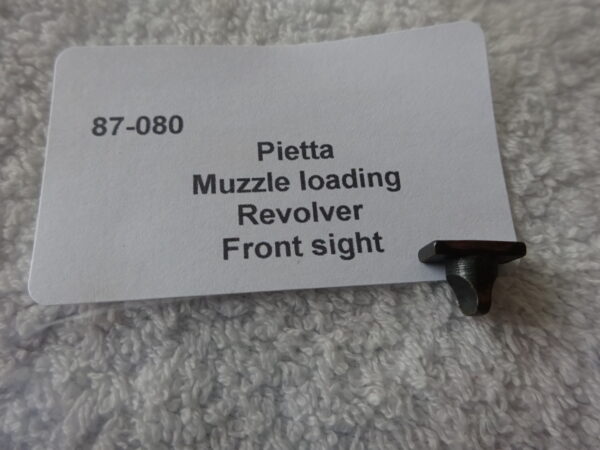 87-080
Pietta
Muzzle loading
Revolver
Front sight